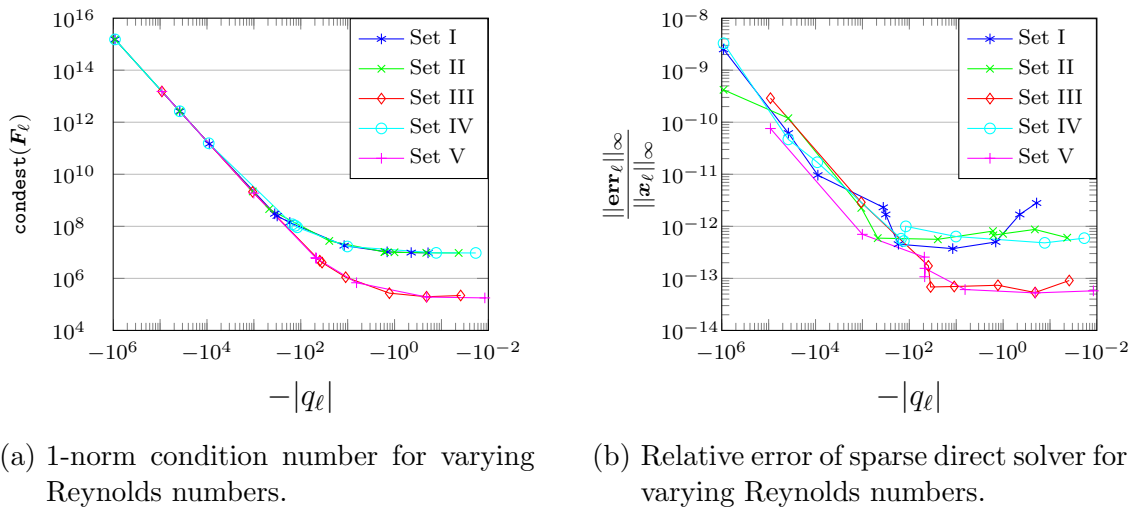 10^16
10^14
10^12
10^10
10^8
10^6
10^4
condest(F_ℓ)
−10^6
−10^4
−10^2
−10^0
−10^−2
−|q_ℓ|
Set I
Set II
Set III
Set IV
Set V
(a) 1-norm condition number for varying
Reynolds numbers.
10^−8
10^−9
10^−10
10^−11
10^−12
10^−13
10^−14
||err_ℓ||_∞
||x_ℓ||_∞
−10^6
−10^4
−10^2
−10^0
−10^−2
−|q_ℓ|
Set I
Set II
Set III
Set IV
Set V
(b) Relative error of sparse direct solver for
varying Reynolds numbers.